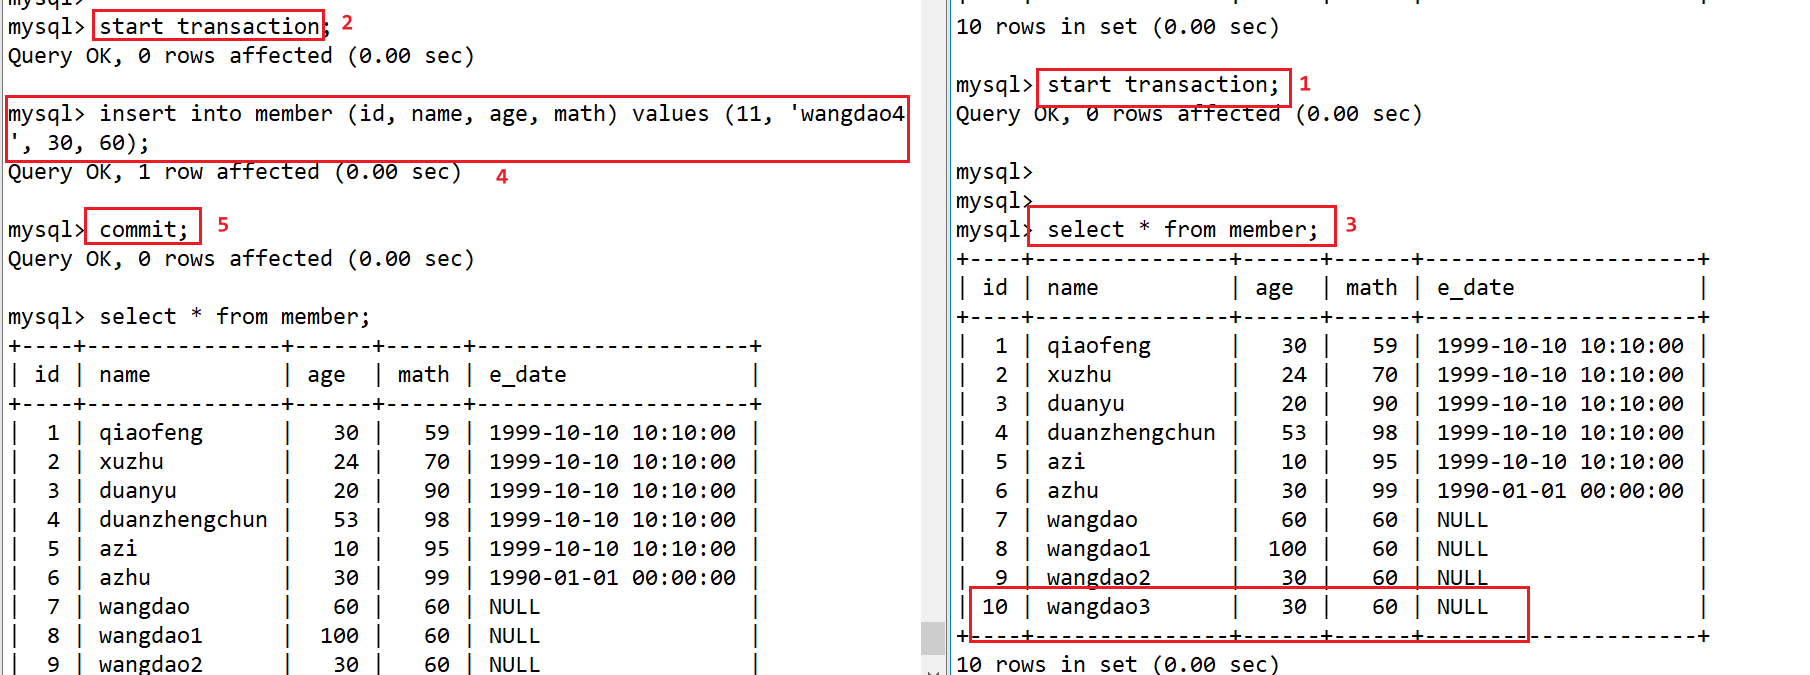 mysql>
mysql> start transaction; 2
Query OK, 0 rows affected (0.00 sec)
mysql> insert into member (id, name, age, math) values (11, 'wangdao4
', 30, 60);
Query OK, 1 row affected (0.00 sec) 4
mysql> commit; 5
Query OK, 0 rows affected (0.00 sec)
mysql> select * from member;
+----+---------------+------+------+---------------------+
| id | name | age | math | e_date |
+----+---------------+------+------+---------------------+
| 1 | qiaofeng | 30 | 59 | 1999-10-10 10:10:00 |
| 2 | xuzhu | 24 | 70 | 1999-10-10 10:10:00 |
| 3 | duanyu | 20 | 90 | 1999-10-10 10:10:00 |
| 4 | duanzhengchun | 53 | 98 | 1999-10-10 10:10:00 |
| 5 | azi | 10 | 95 | 1999-10-10 10:10:00 |
| 6 | azhu | 30 | 99 | 1990-01-01 00:00:00 |
| 7 | wangdao | 60 | 60 | NULL |
| 8 | wangdao1 | 100 | 60 | NULL |
| 9 | wangdao2 | 30 | 60 | NULL |
10 rows in set (0.00 sec)
mysql> start transaction; 1
Query OK, 0 rows affected (0.00 sec)
mysql>
mysql>
mysql> select * from member; 3
+----+---------------+------+------+---------------------+
| id | name | age | math | e_date |
+----+---------------+------+------+---------------------+
| 1 | qiaofeng | 30 | 59 | 1999-10-10 10:10:00 |
| 2 | xuzhu | 24 | 70 | 1999-10-10 10:10:00 |
| 3 | duanyu | 20 | 90 | 1999-10-10 10:10:00 |
| 4 | duanzhengchun | 53 | 98 | 1999-10-10 10:10:00 |
| 5 | azi | 10 | 95 | 1999-10-10 10:10:00 |
| 6 | azhu | 30 | 99 | 1990-01-01 00:00:00 |
| 7 | wangdao | 60 | 60 | NULL |
| 8 | wangdao1 | 100 | 60 | NULL |
| 9 | wangdao2 | 30 | 60 | NULL |
| 10 | wangdao3 | 30 | 60 | NULL |
+----+---------------+------+------+---------------------+
10 rows in set (0.00 sec)